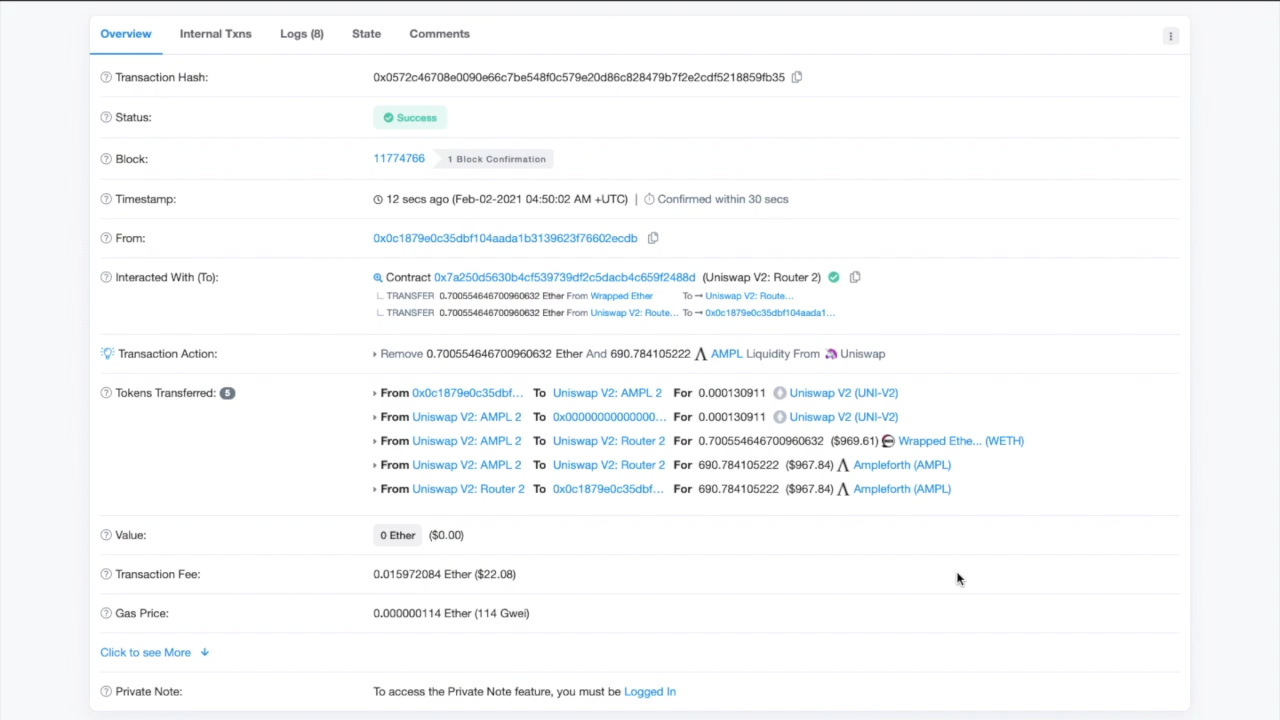 Overview Internal Txns Logs (8) State Comments
Transaction Hash: 0x0572c46708e0090e66c7be548f0c579e20d86c828479b7f2e2cdf5218859fb35
Status: Success
Block: 11774766 1 Block Confirmation
Timestamp: 12 secs ago (Feb-02-2021 04:50:02 AM +UTC) | Confirmed within 30 secs
From: 0x0c1879e0c35dbf104aada1b3139623f76602ecdb
Interacted With (To): Contract 0x7a250d5630b4cf539739df2c5dacb4c659f2488d (Uniswap V2: Router 2)
TRANSFER 0.700554646700960632 Ether From Wrapped Ether To → Uniswap V2: Route...
TRANSFER 0.700554646700960632 Ether From Uniswap V2: Route... To → 0x0c1879e0c35dbf104aada1...
Transaction Action: Remove 0.700554646700960632 Ether And 690.784105222 AMPL Liquidity From Uniswap
Tokens Transferred: 5 From 0x0c1879e0c35dbf... To Uniswap V2: AMPL 2 For 0.000130911 Uniswap V2 (UNI-V2)
From Uniswap V2: AMPL 2 To 0x00000000000000... For 0.000130911 Uniswap V2 (UNI-V2)
From Uniswap V2: AMPL 2 To Uniswap V2: Router 2 For 0.700554646700960632 ($969.61) Wrapped Ethe... (WETH)
From Uniswap V2: AMPL 2 To Uniswap V2: Router 2 For 690.784105222 ($967.84) Ampleforth (AMPL)
From Uniswap V2: Router 2 To 0x0c1879e0c35dbf... For 690.784105222 ($967.84) Ampleforth (AMPL)
Value: 0 Ether ($0.00)
Transaction Fee: 0.015972084 Ether ($22.08)
Gas Price: 0.000000114 Ether (114 Gwei)
Click to see More
Private Note: To access the Private Note feature, you must be Logged In